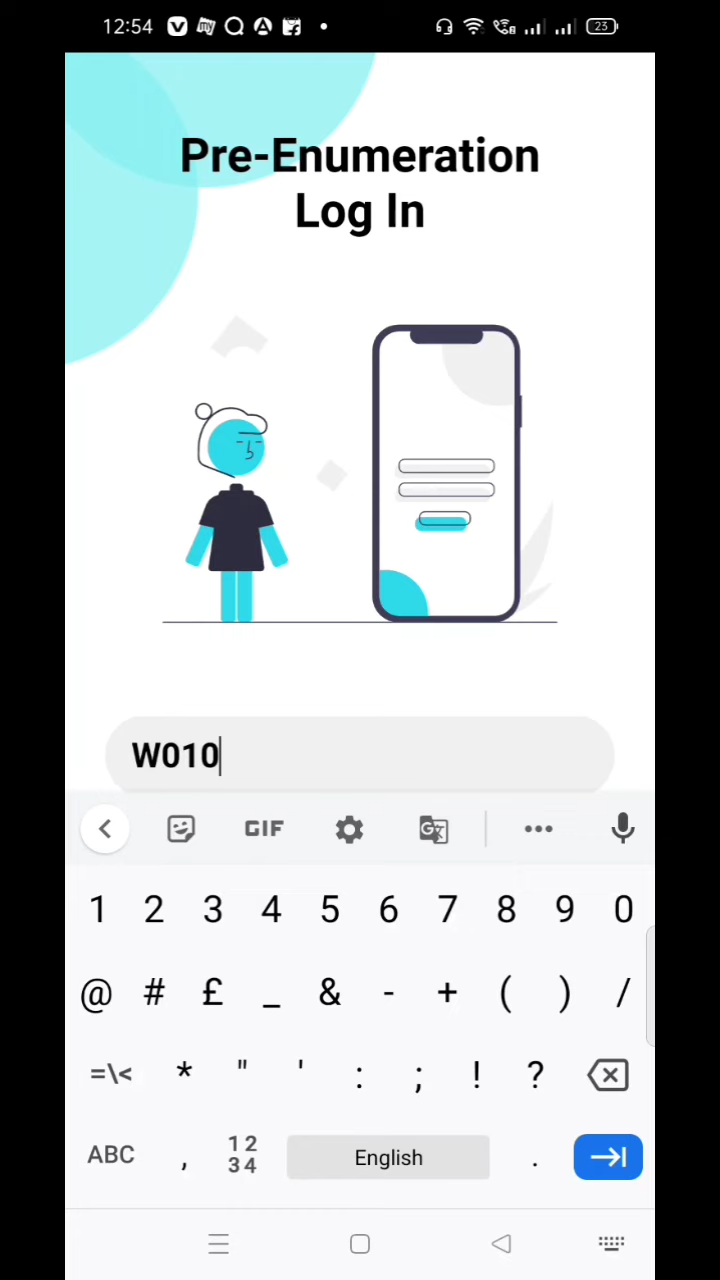 12:54
23
Pre-Enumeration
Log In
W010
GIF
1 2 3 4 5 6 7 8 9 0
@ # £ _ & - + ( ) /
=\< * " ' : ; ! ?
ABC , 12 34 English .